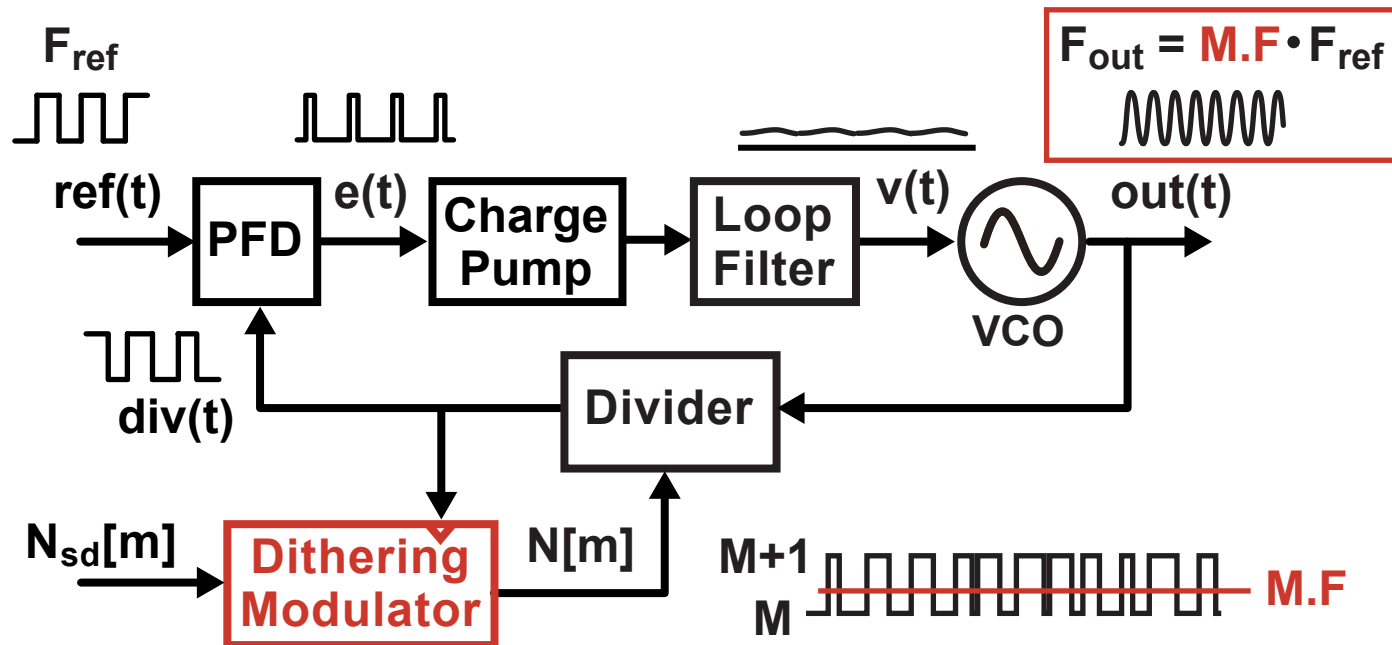 F_ref
F_out = M.F • F_ref
ref(t)
PFD
e(t)
Charge
Pump
Loop
Filter
v(t)
VCO
out(t)
div(t)
Divider
N_sd[m]
Dithering
Modulator
N[m]
M+1
M
M.F